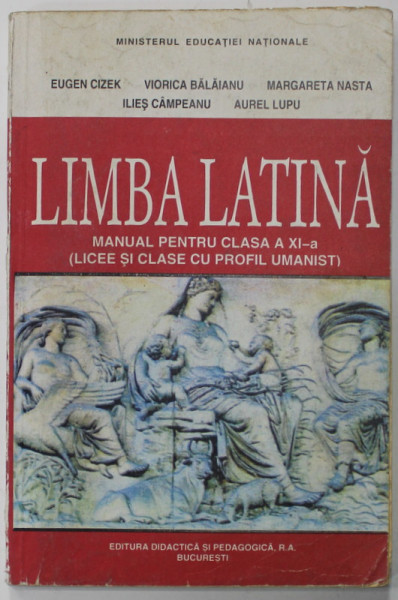 MINISTERUL EDUCAȚIEI NAȚIONALE
EUGEN CIZEK VIORICA BĂLĂIANU MARGARETA NASTA
ILIEȘ CÂMPEANU AUREL LUPU
LIMBA LATINĂ
MANUAL PENTRU CLASA A XI-a
(LICEE ȘI CLASE CU PROFIL UMANIST)
EDITURA DIDACTICĂ ȘI PEDAGOGICĂ, R.A.
BUCUREȘTI